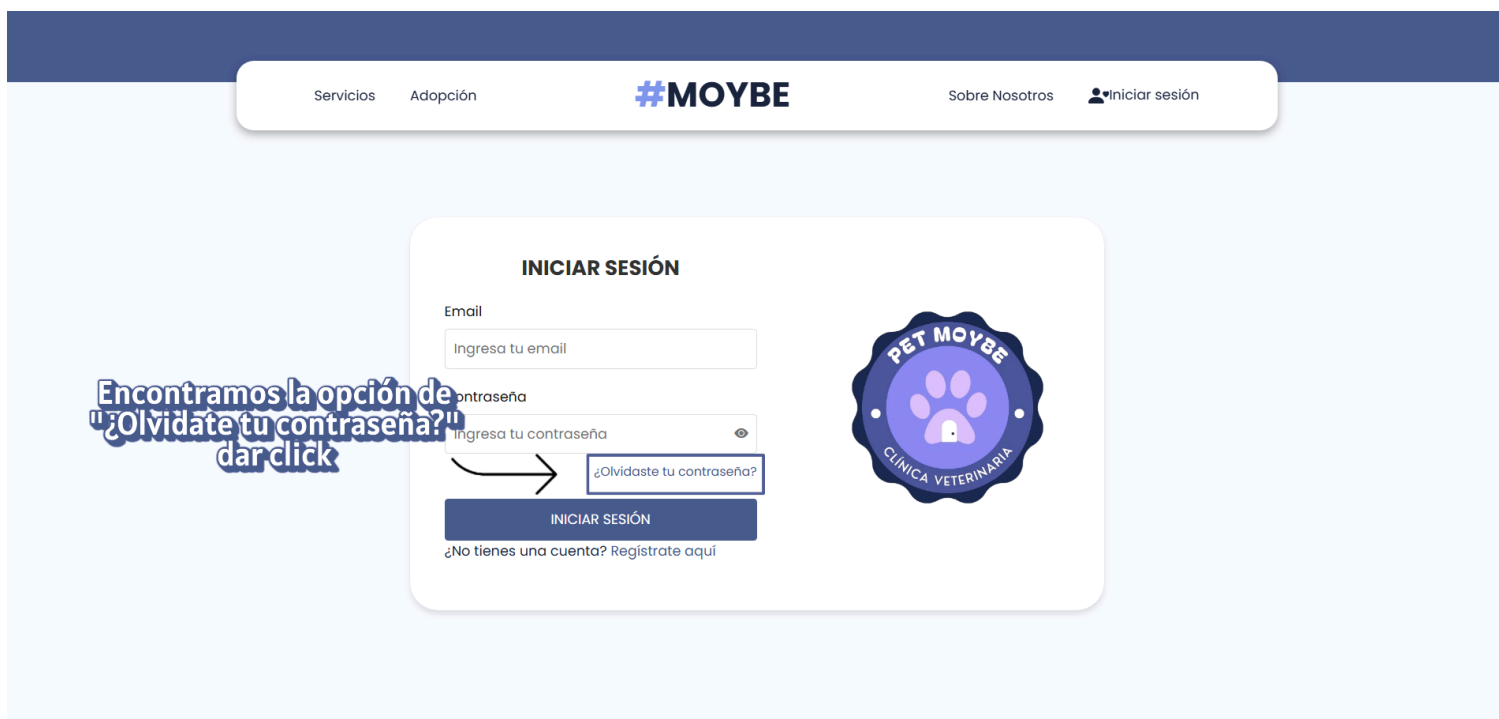 Servicios
Adopción
#MOYBE
Sobre Nosotros
Iniciar sesión
INICIAR SESIÓN
Email
Ingresa tu email
Contraseña
Ingresa tu contraseña
¿Olvidaste tu contraseña?
INICIAR SESIÓN
¿No tienes una cuenta? Regístrate aquí
Encontramos la opción de
"¿Olvidate tu contraseña?"
dar click
PET MOYBE
CLÍNICA VETERINARIA